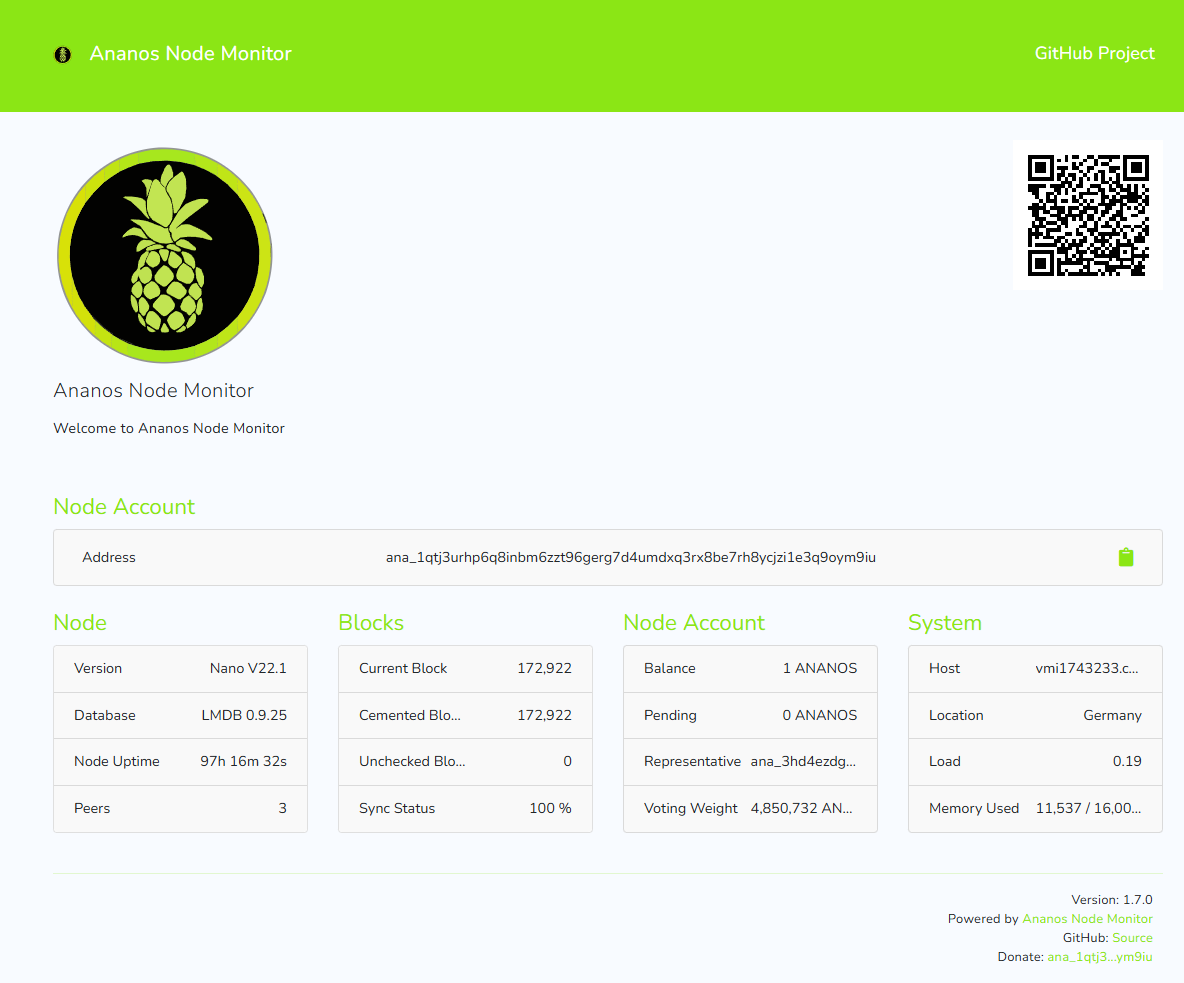 Ananos Node Monitor
GitHub Project
Ananos Node Monitor
Welcome to Ananos Node Monitor
Node Account
Address ana_1qtj3urhp6q8inbm6zzt96gerg7d4umdxq3rx8be7rh8ycjzi1e3q9oym9iu
Node
Version Nano V22.1
Database LMDB 0.9.25
Node Uptime 97h 16m 32s
Peers 3
Blocks
Current Block 172,922
Cemented Blo... 172,922
Unchecked Blo... 0
Sync Status 100 %
Node Account
Balance 1 ANANOS
Pending 0 ANANOS
Representative ana_3hd4ezdg...
Voting Weight 4,850,732 AN...
System
Host vmi1743233.c...
Location Germany
Load 0.19
Memory Used 11,537 / 16,00...
Version: 1.7.0
Powered by Ananos Node Monitor
GitHub: Source
Donate: ana_1qtj3...ym9iu